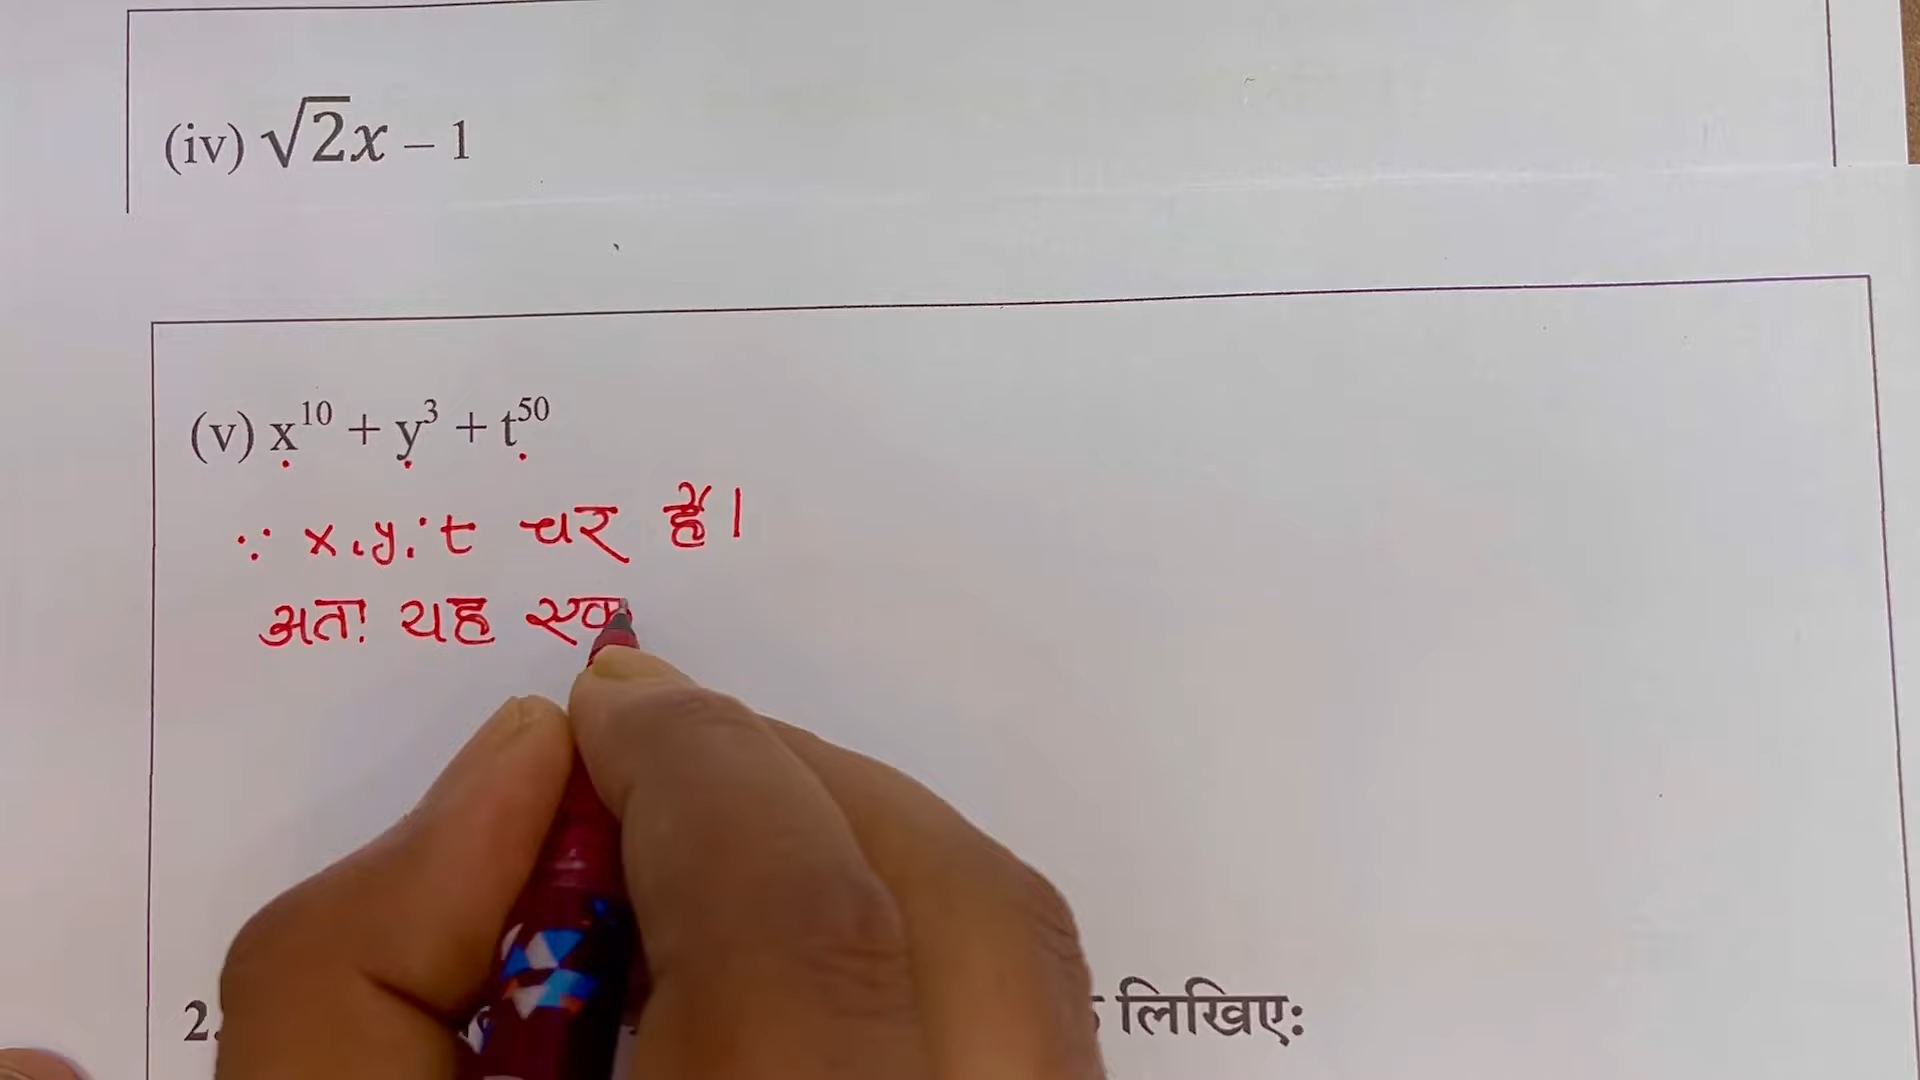 (iv) √2x – 1
(v) x¹⁰ + y³ + t⁵⁰
∵ x, y, t चर हैं।
अतः यह एक
2. लिखिए: